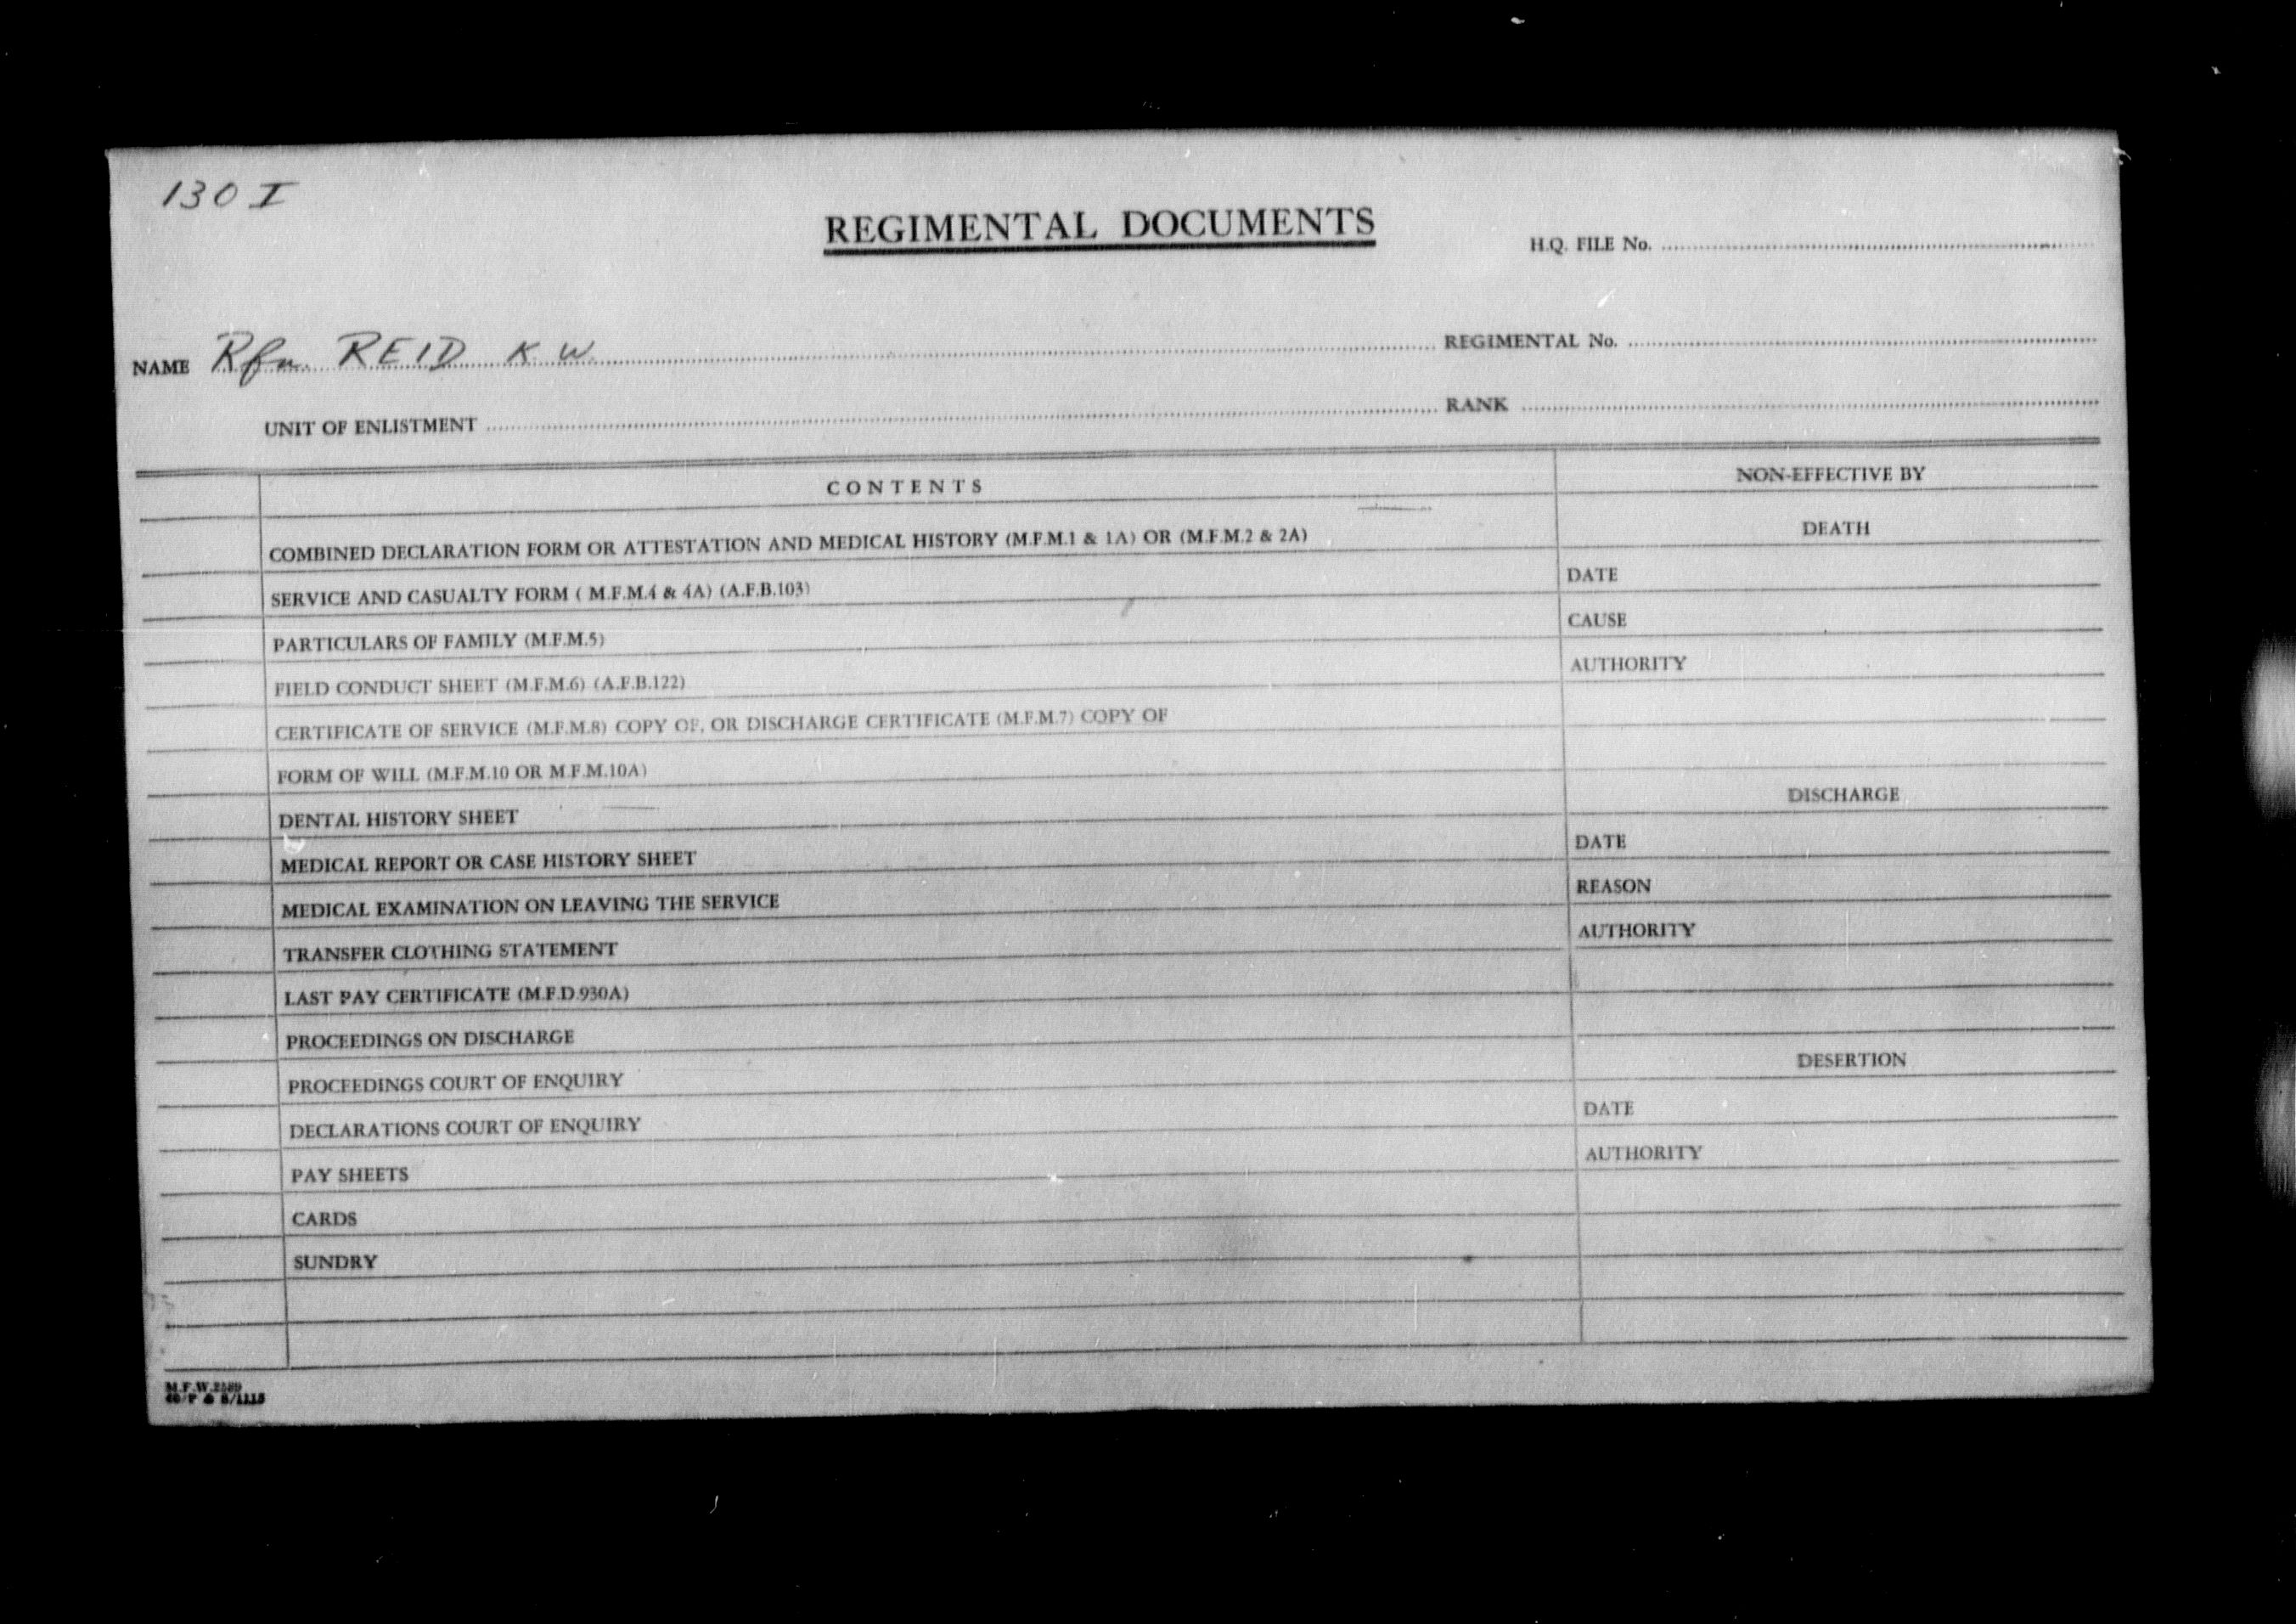 130 I
REGIMENTAL DOCUMENTS
H.Q. FILE No.
NAME Rfn. REID K. W. REGIMENTAL No.
UNIT OF ENLISTMENT RANK
CONTENTS NON-EFFECTIVE BY
COMBINED DECLARATION FORM OR ATTESTATION AND MEDICAL HISTORY (M.F.M.1 & 1A) OR (M.F.M.2 & 2A) DEATH
SERVICE AND CASUALTY FORM ( M.F.M.4 & 4A) (A.F.B.103) DATE
PARTICULARS OF FAMILY (M.F.M.5) CAUSE
FIELD CONDUCT SHEET (M.F.M.6) (A.F.B.122) AUTHORITY
CERTIFICATE OF SERVICE (M.F.M.8) COPY OF, OR DISCHARGE CERTIFICATE (M.F.M.7) COPY OF
FORM OF WILL (M.F.M.10 OR M.F.M.10A)
DENTAL HISTORY SHEET DISCHARGE
MEDICAL REPORT OR CASE HISTORY SHEET DATE
MEDICAL EXAMINATION ON LEAVING THE SERVICE REASON
TRANSFER CLOTHING STATEMENT AUTHORITY
LAST PAY CERTIFICATE (M.F.D.930A)
PROCEEDINGS ON DISCHARGE
PROCEEDINGS COURT OF ENQUIRY DESERTION
DECLARATIONS COURT OF ENQUIRY DATE
PAY SHEETS AUTHORITY
CARDS
SUNDRY
M.F.W.2589